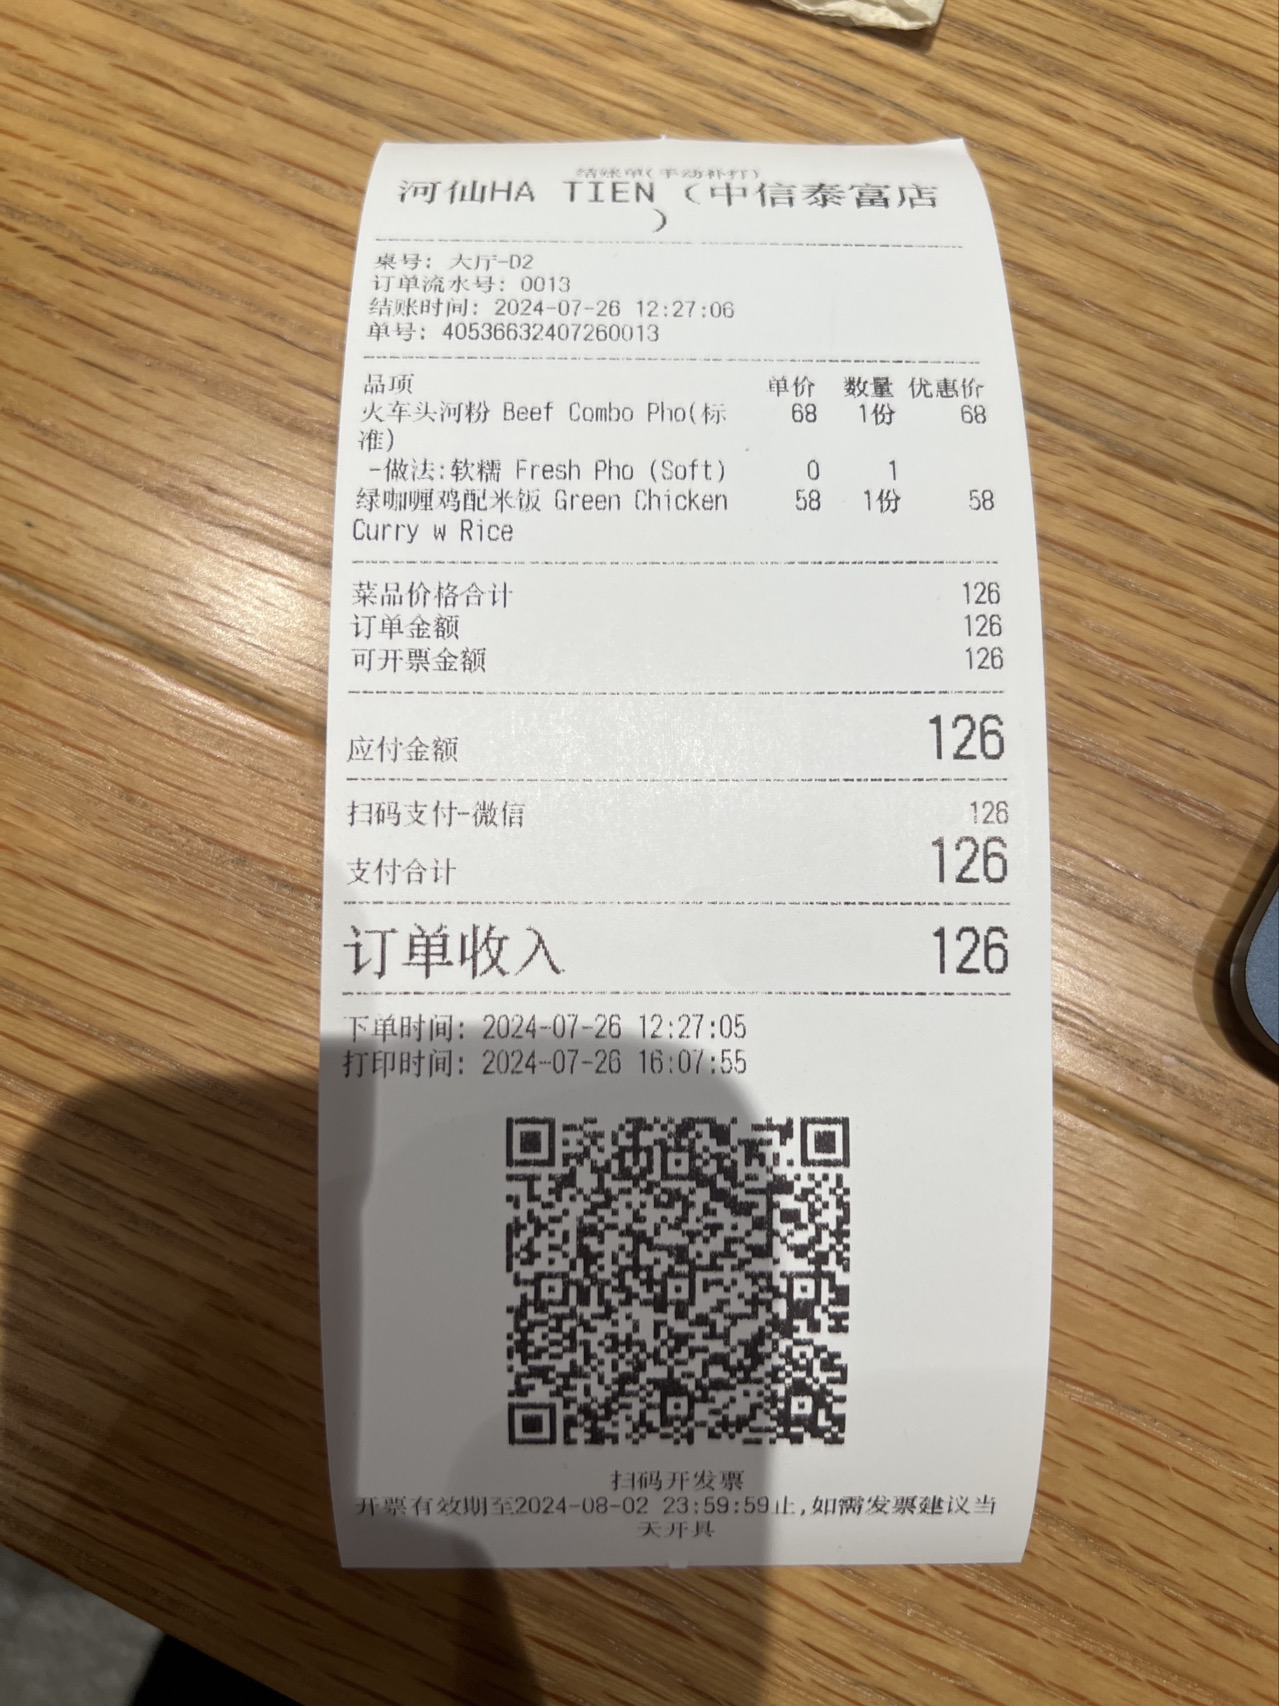 结账单(手动补打)
河仙HA TIEN (中信泰富店
)
桌号: 大厅-D2
订单流水号: 0013
结账时间: 2024-07-26 12:27:06
单号: 40536632407260013
品项 单价 数量 优惠价
火车头河粉 Beef Combo Pho(标 68 1份 68
准)
-做法:软糯 Fresh Pho (Soft) 0 1
绿咖喱鸡配米饭 Green Chicken 58 1份 58
Curry w Rice
菜品价格合计 126
订单金额 126
可开票金额 126
应付金额 126
扫码支付-微信 126
支付合计 126
订单收入 126
下单时间: 2024-07-26 12:27:05
打印时间: 2024-07-26 16:07:55
扫码开发票
开票有效期至2024-08-02 23:59:59止,如需发票建议当
天开具